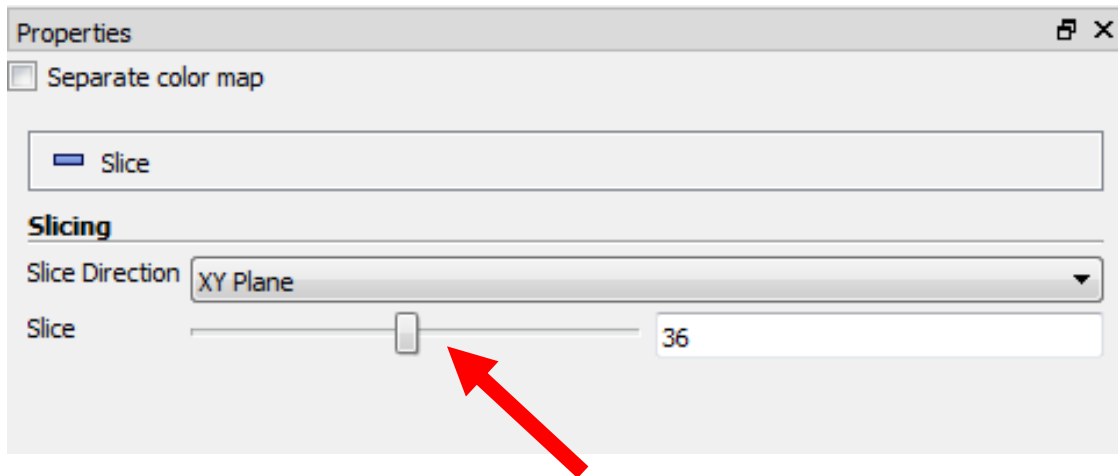 Properties
Separate color map
Slice
Slicing
Slice Direction XY Plane
Slice 36